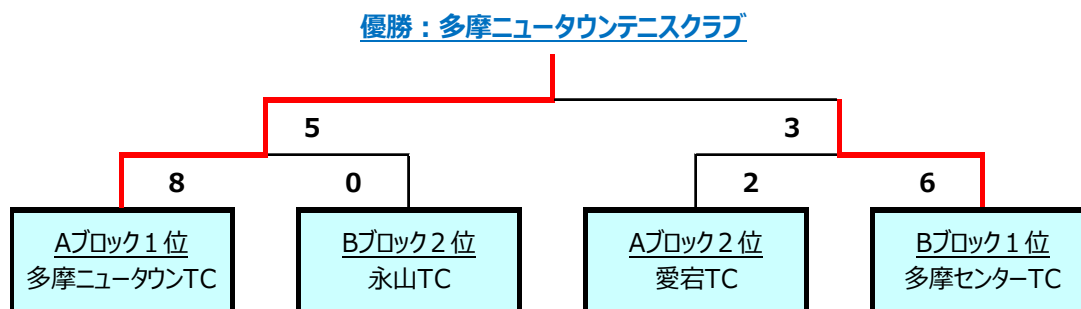 優勝：多摩ニュータウンテニスクラブ
5 3
8 0 2 6
Aブロック１位
多摩ニュータウンTC
Bブロック２位
永山TC
Aブロック２位
愛宕TC
Bブロック１位
多摩センターTC